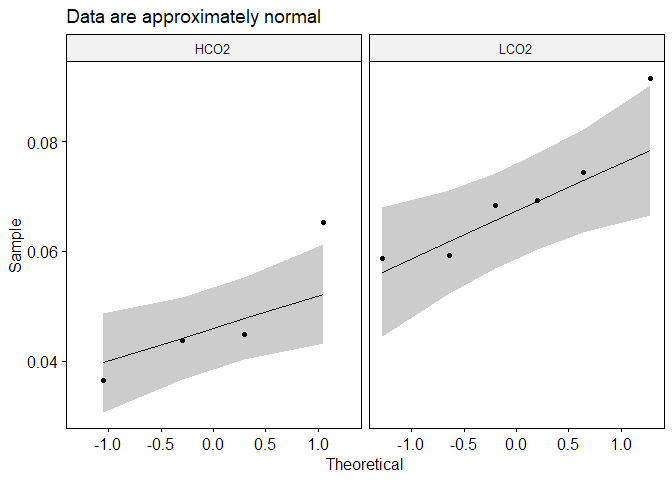 Data are approximately normal
HCO2 LCO2
Sample
0.08
0.06
0.04
-1.0 -0.5 0.0 0.5 1.0 -1.0 -0.5 0.0 0.5 1.0
Theoretical